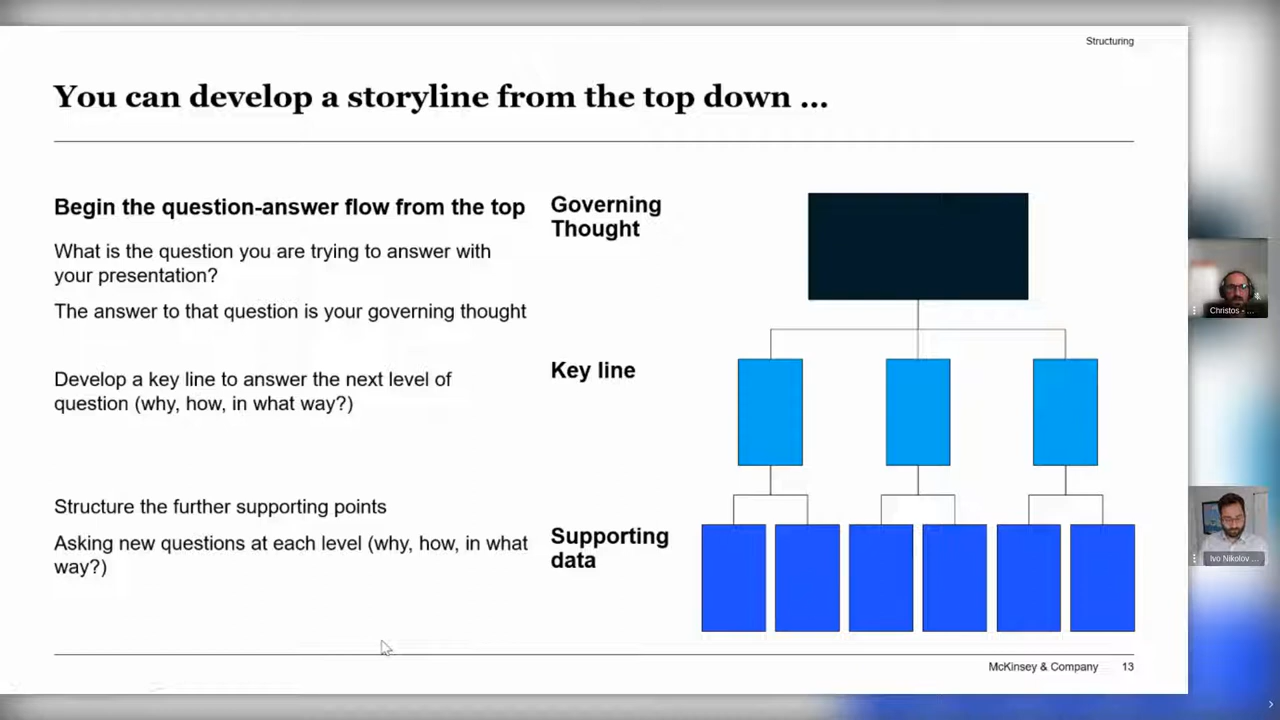 Structuring
You can develop a storyline from the top down ...
Begin the question-answer flow from the top
What is the question you are trying to answer with
your presentation?
The answer to that question is your governing thought
Governing
Thought
Develop a key line to answer the next level of
question (why, how, in what way?)
Key line
Structure the further supporting points
Asking new questions at each level (why, how, in what
way?)
Supporting
data
McKinsey & Company 13
Christos - ...
Ivo Nikolov ...